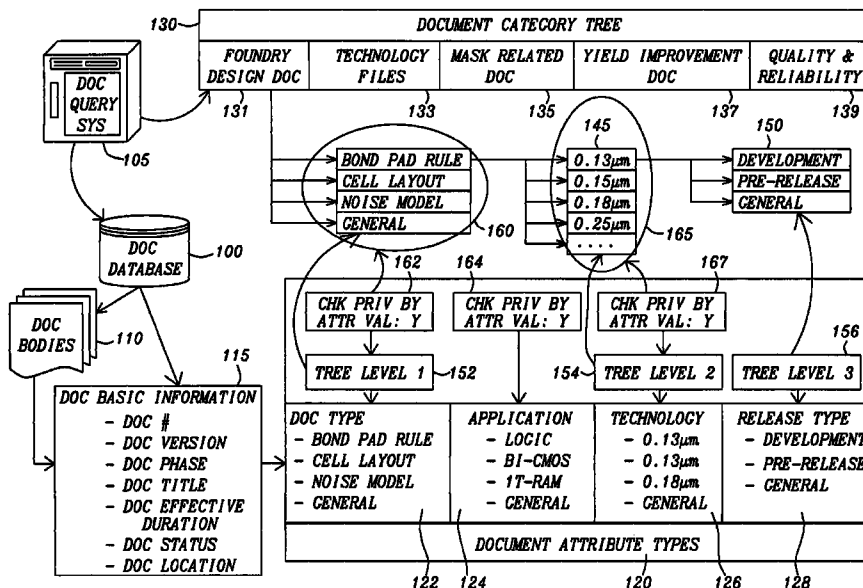 130
DOCUMENT CATEGORY TREE
FOUNDRY
DESIGN DOC
TECHNOLOGY
FILES
MASK RELATED
DOC
YIELD IMPROVEMENT
DOC
QUALITY &
RELIABILITY
131
133
135
137
139
DOC
QUERY
SYS
105
145
150
BOND PAD RULE
CELL LAYOUT
NOISE MODEL
GENERAL
160
0.13µm
0.15µm
0.18µm
0.25µm
....
165
DEVELOPMENT
PRE-RELEASE
GENERAL
DOC
DATABASE
100
162
164
167
CHK PRIV BY
ATTR VAL: Y
CHK PRIV BY
ATTR VAL: Y
CHK PRIV BY
ATTR VAL: Y
DOC
BODIES
110
TREE LEVEL 1
152
154
TREE LEVEL 2
156
TREE LEVEL 3
115
DOC BASIC INFORMATION
- DOC #
- DOC VERSION
- DOC PHASE
- DOC TITLE
- DOC EFFECTIVE
DURATION
- DOC STATUS
- DOC LOCATION
DOC TYPE
- BOND PAD RULE
- CELL LAYOUT
- NOISE MODEL
- GENERAL
APPLICATION
- LOGIC
- BI-CMOS
- 1T-RAM
- GENERAL
TECHNOLOGY
- 0.13µm
- 0.13µm
- 0.18µm
- GENERAL
RELEASE TYPE
- DEVELOPMENT
- PRE-RELEASE
- GENERAL
DOCUMENT ATTRIBUTE TYPES
122
124
120
126
128